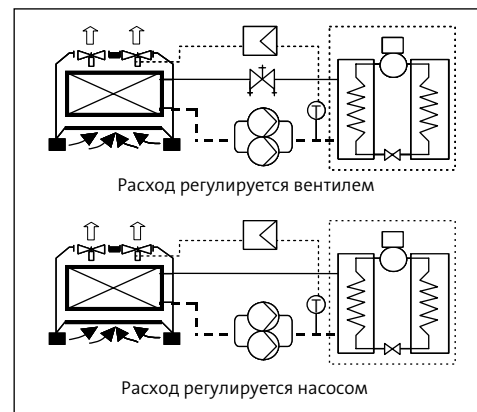 T
Расход регулируется вентилем
T
Расход регулируется насосом